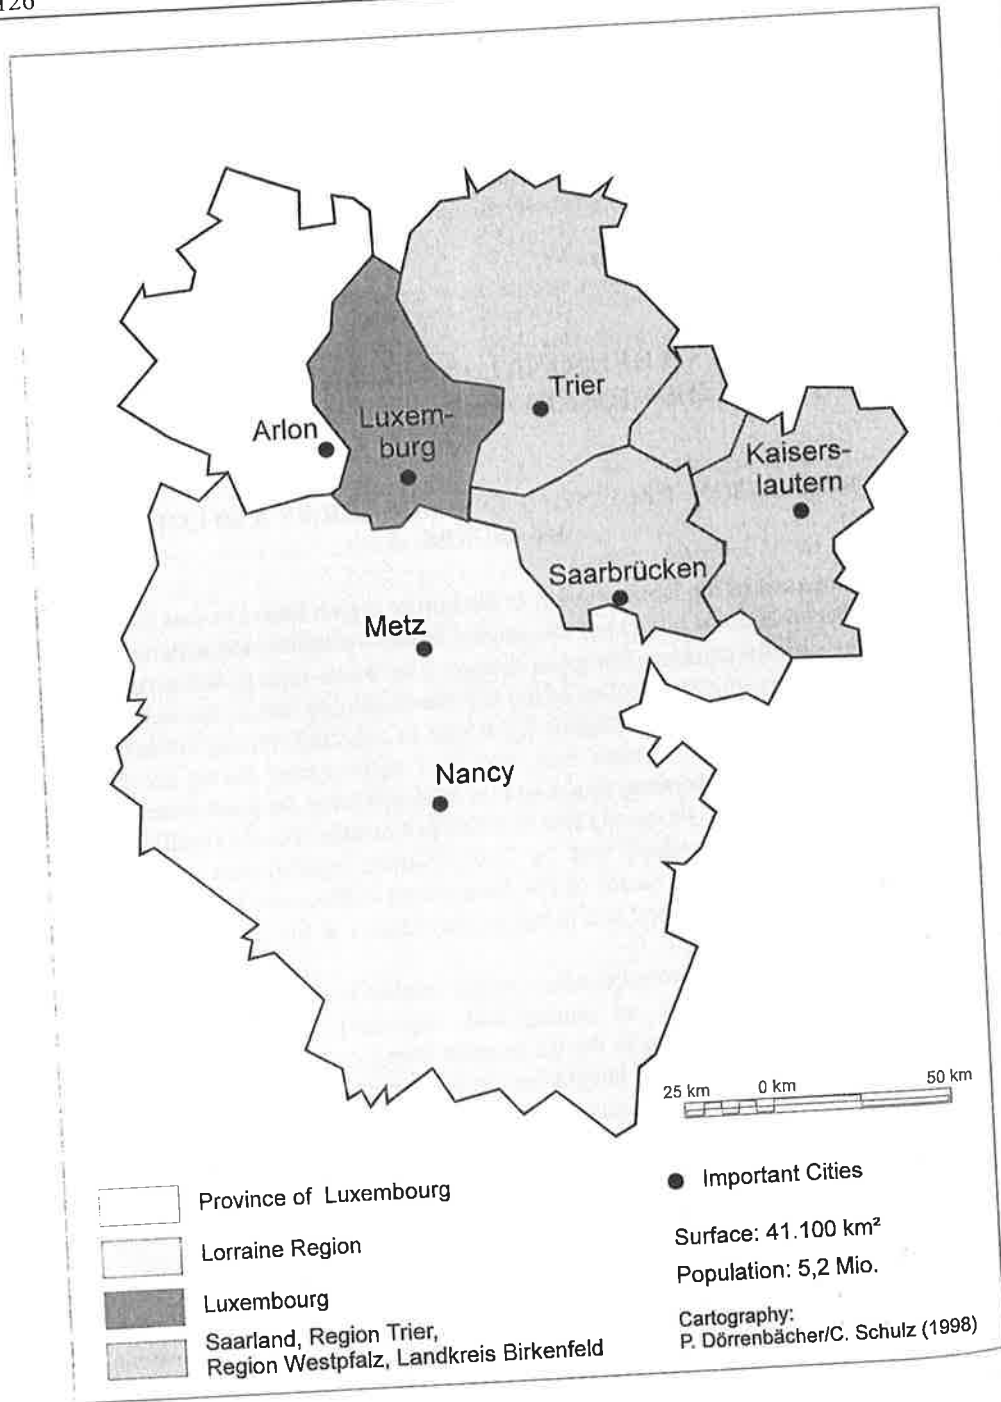 126
Trier
Arlon
Luxem-
burg
Kaisers-
lautern
Saarbrücken
Metz
Nancy
25 km 0 km 50 km
Province of Luxembourg
Lorraine Region
Luxembourg
Saarland, Region Trier,
Region Westpfalz, Landkreis Birkenfeld
Important Cities
Surface: 41.100 km²
Population: 5,2 Mio.
Cartography:
P. Dörrenbächer/C. Schulz (1998)